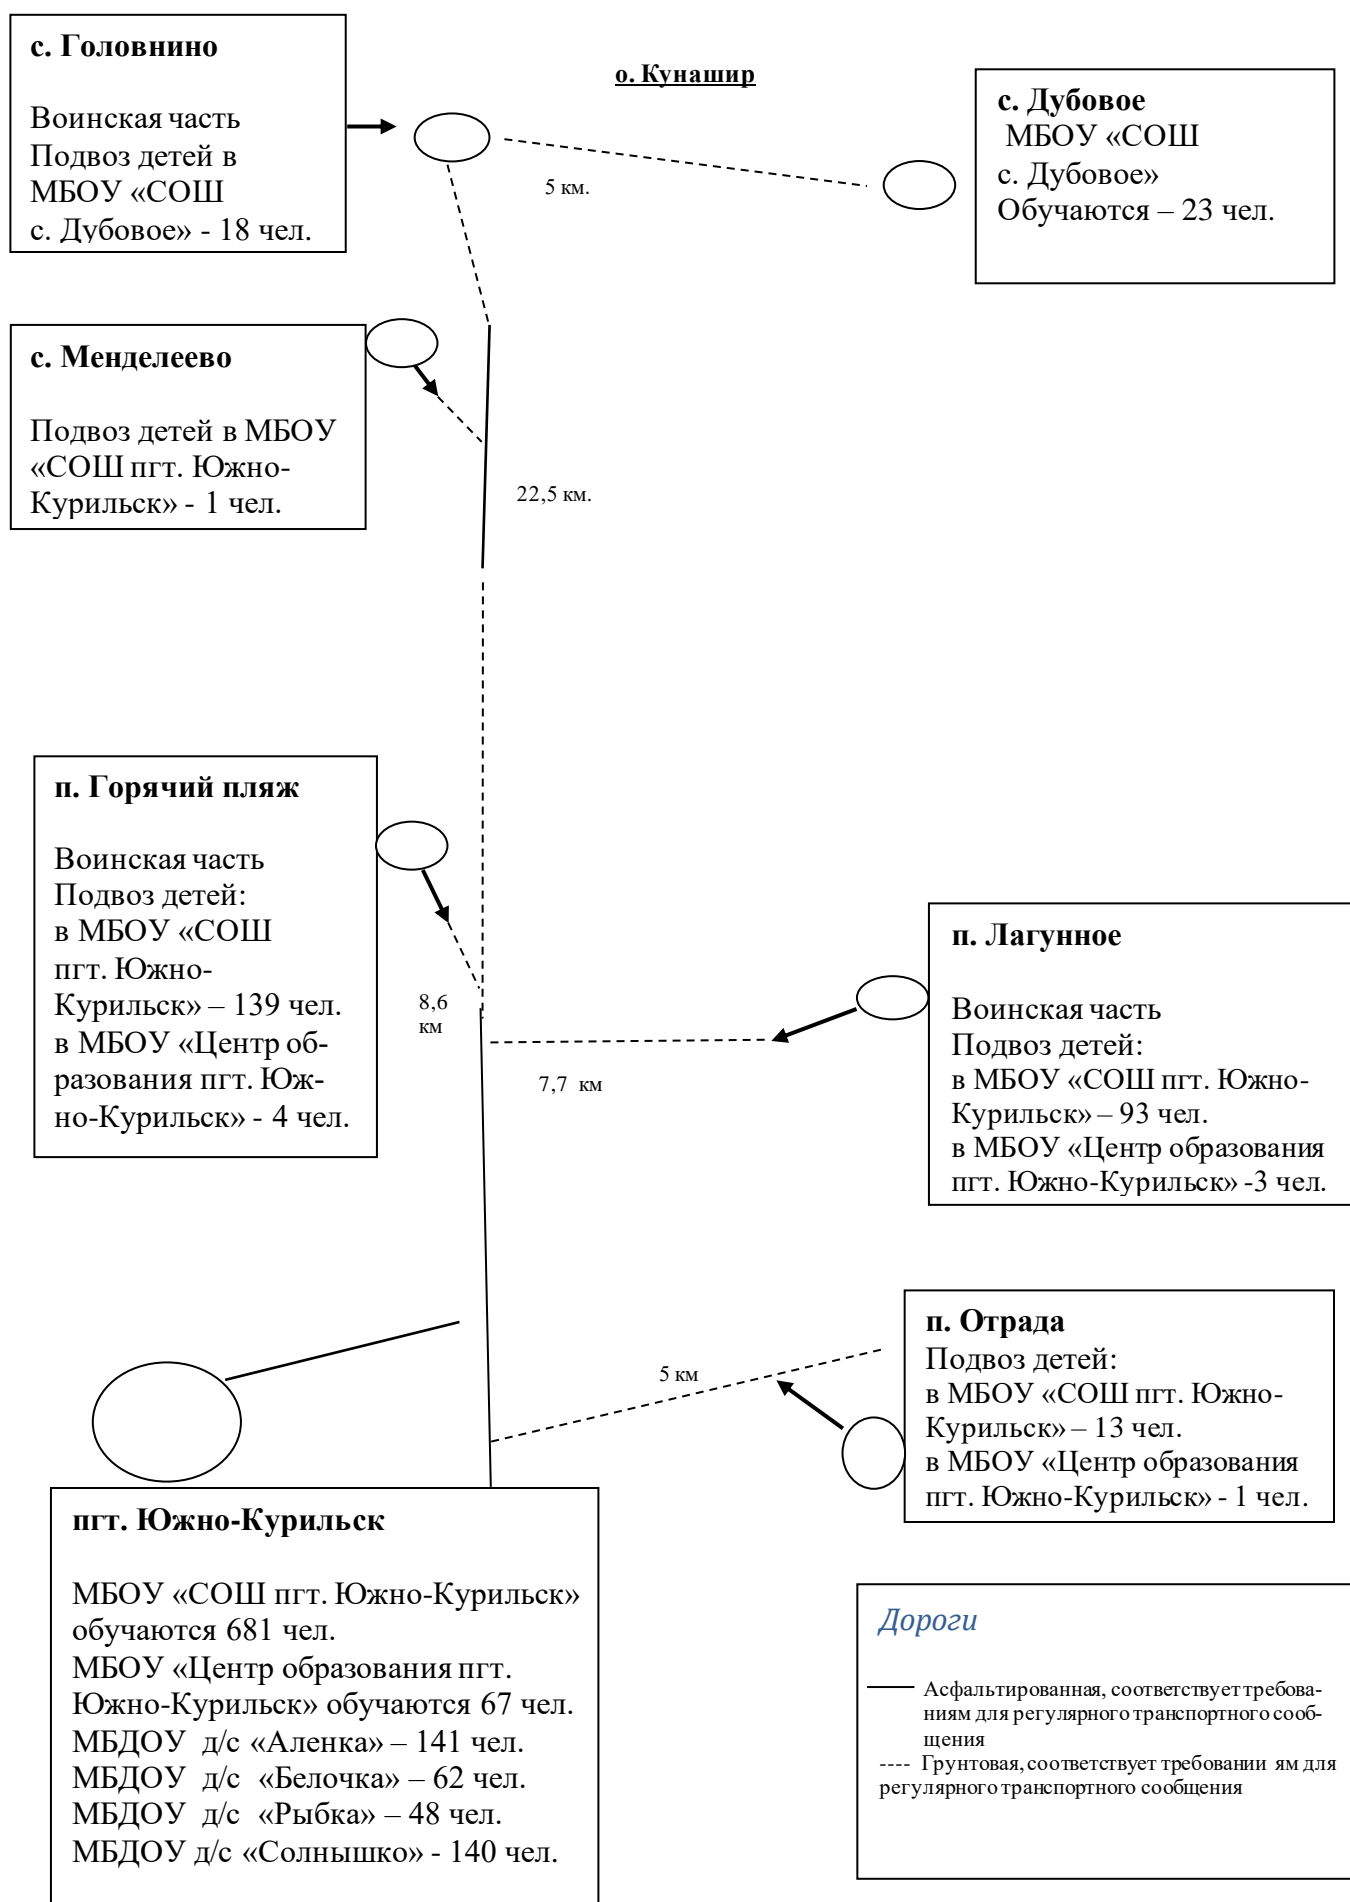 с. Головнино
Воинская часть
Подвоз детей в
МБОУ «СОШ
с. Дубовое» - 18 чел.
о. Кунашир
с. Дубовое
МБОУ «СОШ
с. Дубовое»
Обучаются – 23 чел.
5 км.
с. Менделеево
Подвоз детей в МБОУ
«СОШ пгт. Южно-
Курильск» - 1 чел.
22,5 км.
п. Горячий пляж
Воинская часть
Подвоз детей:
в МБОУ «СОШ
пгт. Южно-
Курильск» – 139 чел.
в МБОУ «Центр об-
разования пгт. Юж-
но-Курильск» - 4 чел.
8,6
км
7,7 км
п. Лагунное
Воинская часть
Подвоз детей:
в МБОУ «СОШ пгт. Южно-
Курильск» – 93 чел.
в МБОУ «Центр образования
пгт. Южно-Курильск» -3 чел.
п. Отрада
Подвоз детей:
в МБОУ «СОШ пгт. Южно-
Курильск» – 13 чел.
в МБОУ «Центр образования
пгт. Южно-Курильск» - 1 чел.
5 км
пгт. Южно-Курильск
МБОУ «СОШ пгт. Южно-Курильск»
обучаются 681 чел.
МБОУ «Центр образования пгт.
Южно-Курильск» обучаются 67 чел.
МБДОУ д/с «Аленка» – 141 чел.
МБДОУ д/с «Белочка» – 62 чел.
МБДОУ д/с «Рыбка» – 48 чел.
МБДОУ д/с «Солнышко» - 140 чел.
Дороги
Асфальтированная, соответствует требова-
ниям для регулярного транспортного сооб-
щения
---- Грунтовая, соответствует требовании ям для
регулярного транспортного сообщения